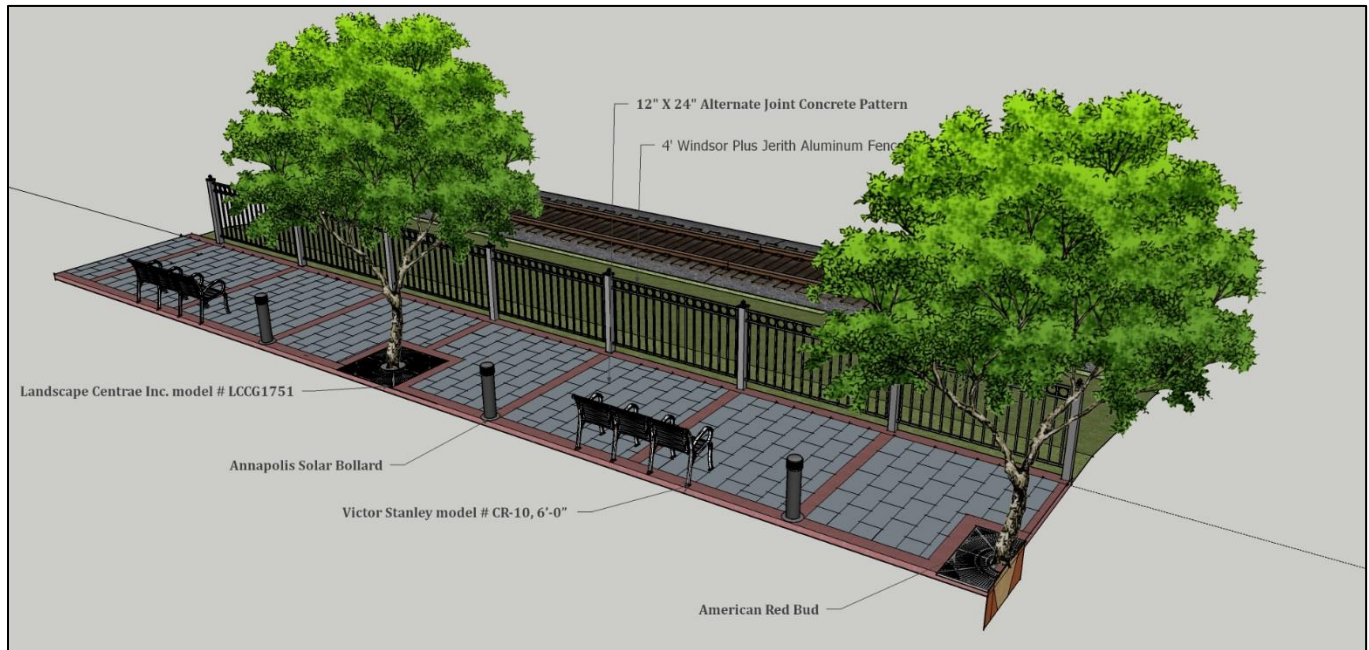 12" X 24" Alternate Joint Concrete Pattern
4' Windsor Plus Jerith Aluminum Fenc
Landscape Centrae Inc. model # LCCG1751
Annapolis Solar Bollard
Victor Stanley model # CR-10, 6'-0"
American Red Bud